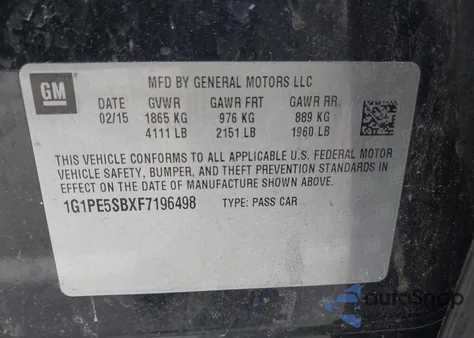 GM
MFD BY GENERAL MOTORS LLC
02/15 GVWR GAWR FRT GAWR RR
1865 KG 976 KG 889 KG
4111 LB 2151 LB 1960 LB
THIS VEHICLE CONFORMS TO ALL APPLICABLE U.S. FEDERAL MOTOR
VEHICLE SAFETY, BUMPER, AND THEFT PREVENTION STANDARDS IN
EFFECT ON THE DATE OF MANUFACTURE SHOWN ABOVE.
1G1PE5SBXF7196498 TYPE: PASS CAR